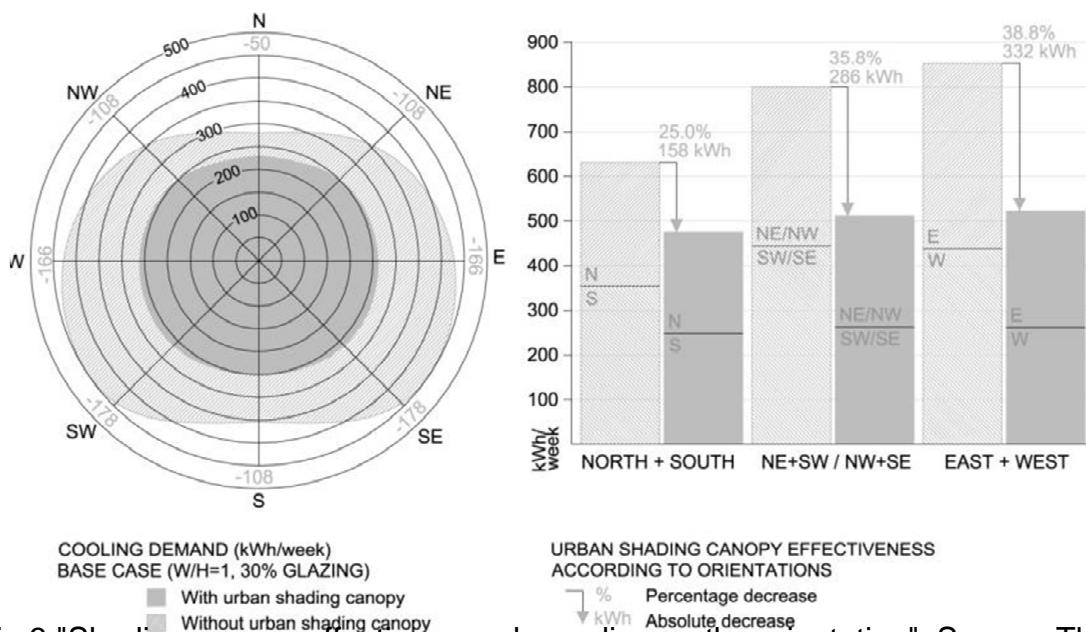 N
-50
500
NW
-108
400
-108
NE
300
200
100
W
-166
-166
E
-178
-178
SW
SE
-108
S
COOLING DEMAND (kWh/week)
BASE CASE (W/H=1, 30% GLAZING)
With urban shading canopy
Without urban shading canopy
900
800
700
600
500
400
300
200
100
kWh/
week
25.0%
158 kWh
35.8%
286 kWh
38.8%
332 kWh
N
S
N
S
NE/NW
SW/SE
NE/NW
SW/SE
E
W
E
W
NORTH + SOUTH
NE+SW / NW+SE
EAST + WEST
URBAN SHADING CANOPY EFFECTIVENESS
ACCORDING TO ORIENTATIONS
% Percentage decrease
kWh Absolute decrease